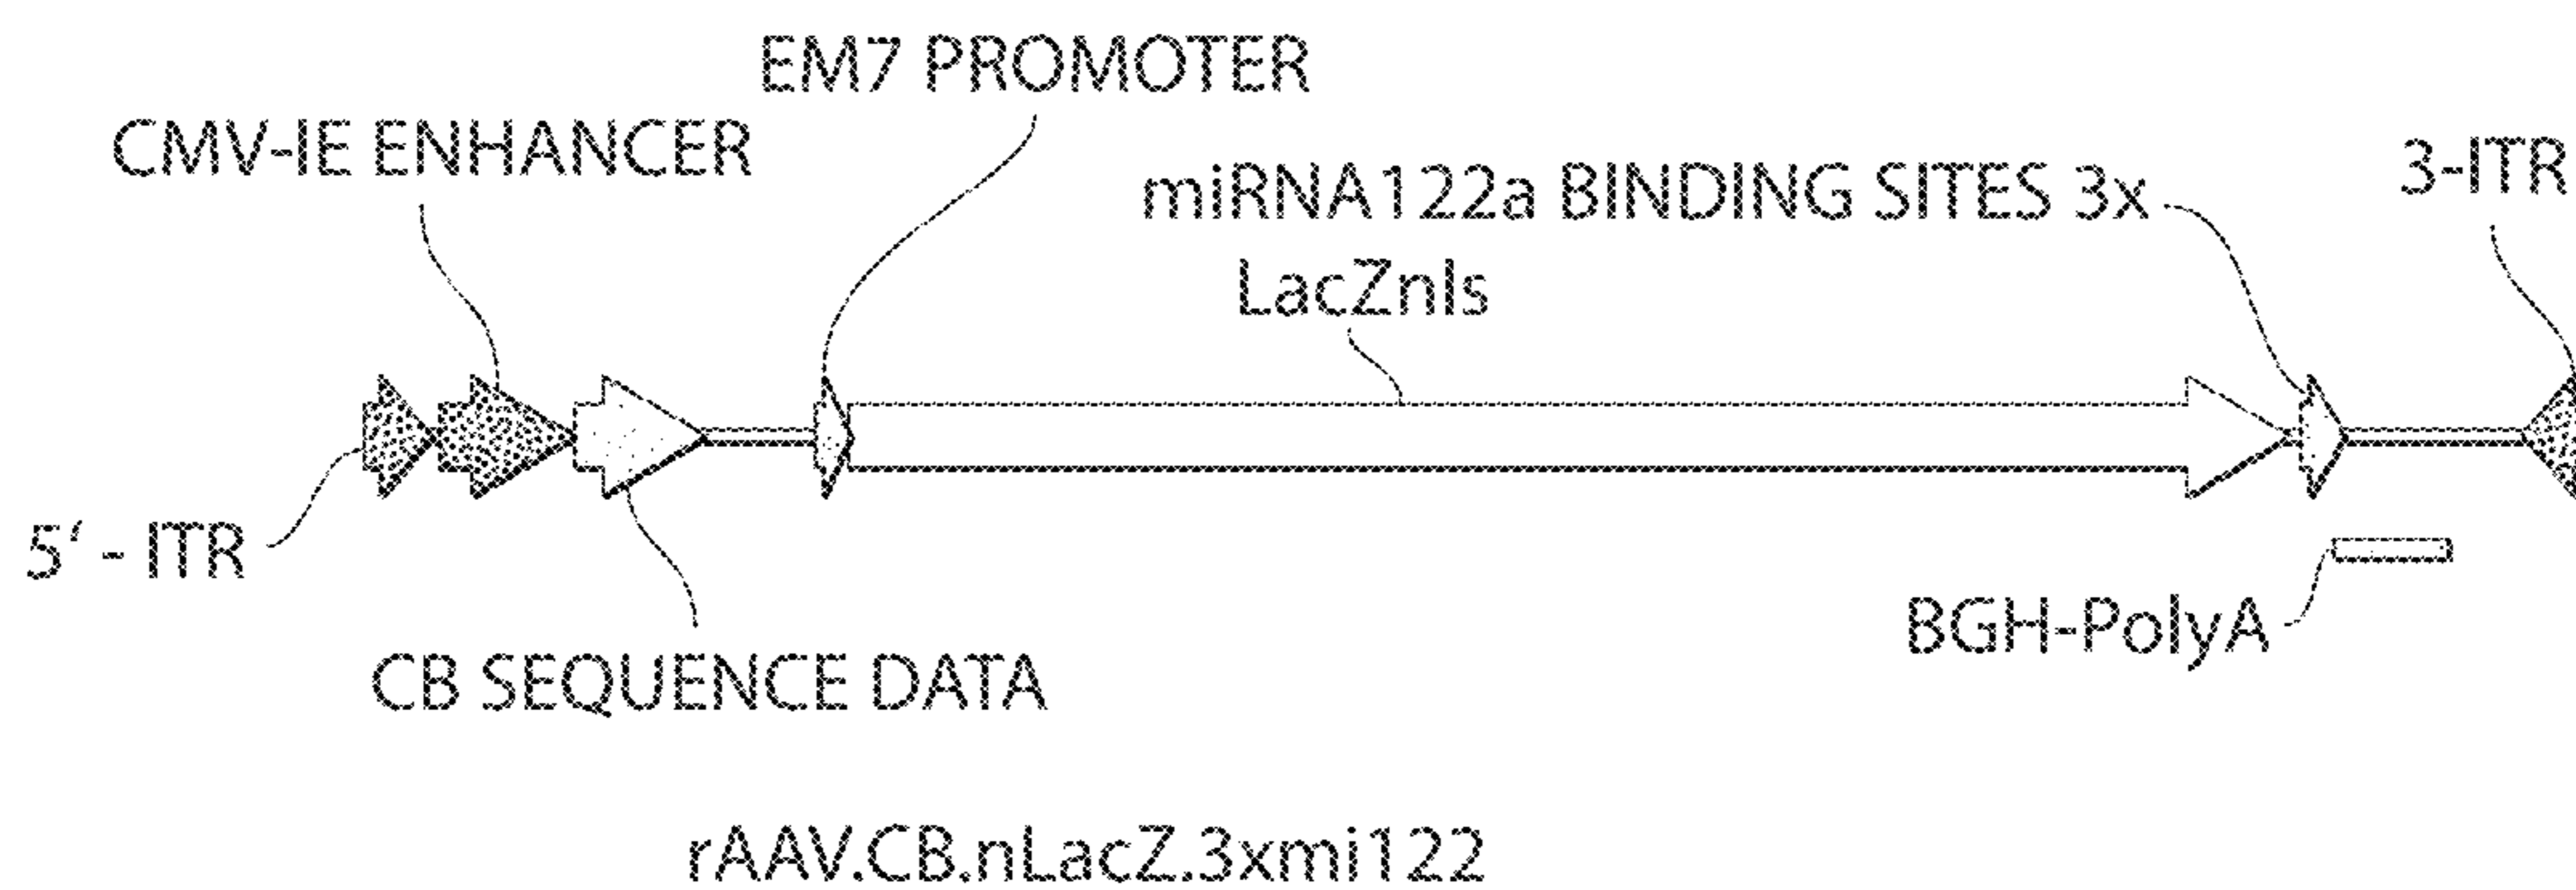 EM7 PROMOTER
CMV-IE ENHANCER
3-ITR
miRNA122a BINDING SITES 3x
LacZnls
5' - ITR
BGH-PolyA
CB SEQUENCE DATA
rAAV.CB.nLacZ.3xmi122